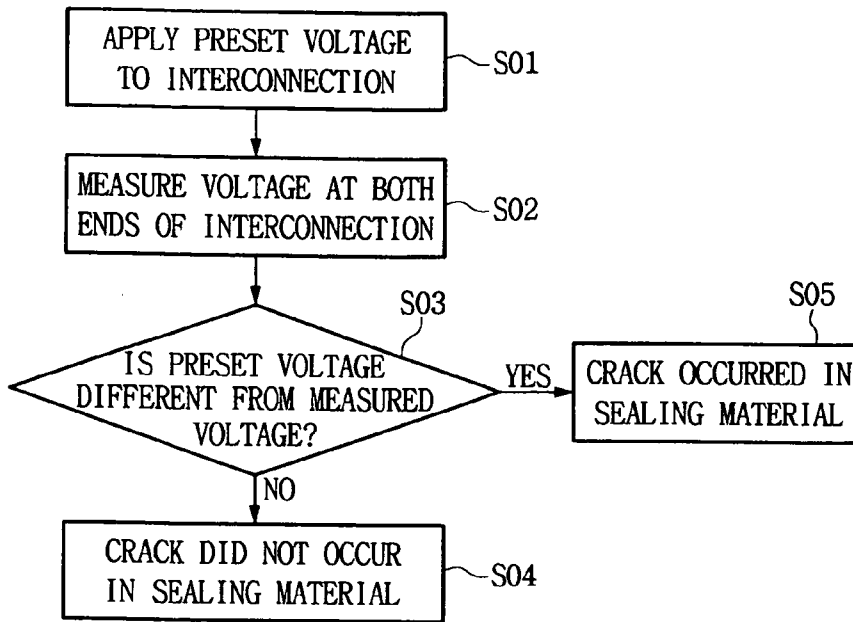 APPLY PRESET VOLTAGE
TO INTERCONNECTION
S01
MEASURE VOLTAGE AT BOTH
ENDS OF INTERCONNECTION
S02
S03
IS PRESET VOLTAGE
DIFFERENT FROM MEASURED
VOLTAGE?
YES
S05
CRACK OCCURRED IN
SEALING MATERIAL
NO
CRACK DID NOT OCCUR
IN SEALING MATERIAL
S04